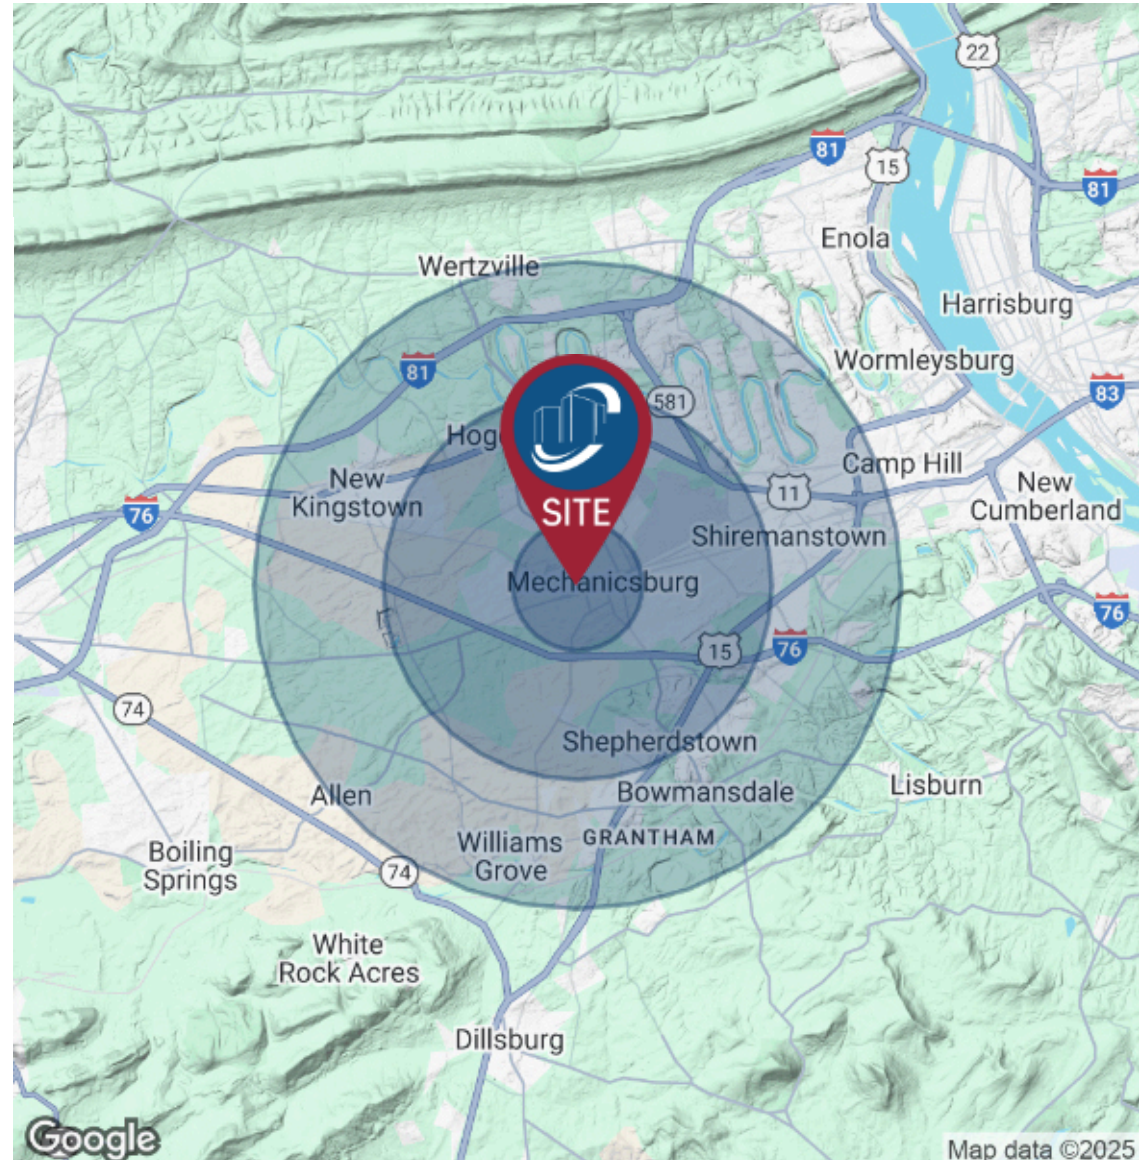 22
81
15
81
Enola
Wertzville
Harrisburg
Wormleysburg
81
83
581
Camp Hill
New
Kingstown
11
New
Cumberland
76
SITE
Shiremanstown
Mechanicsburg
76
15
76
74
Shepherdstown
Lisburn
Allen
Bowmansdale
Williams
Grove
GRANTHAM
Boiling
Springs
74
White
Rock Acres
Dillsburg
Google
Map data ©2025